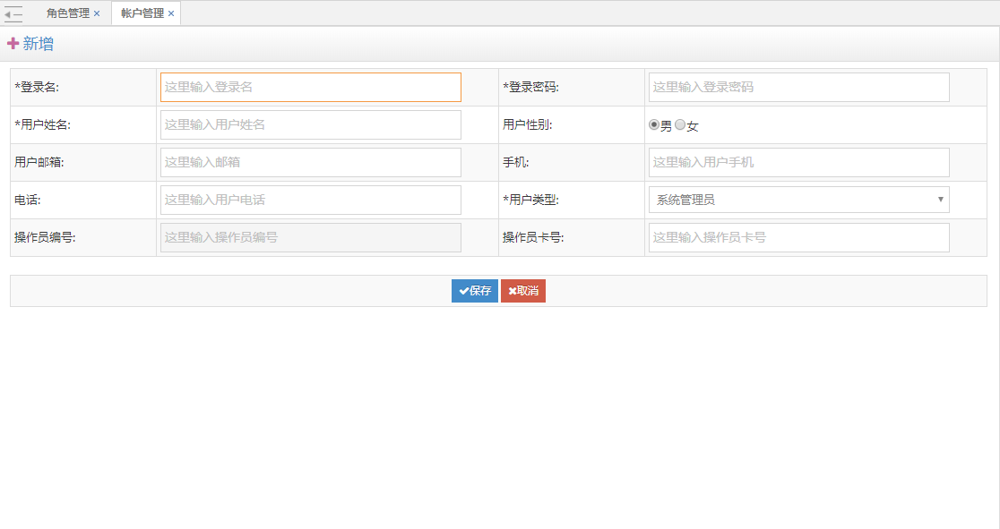 角色管理 × 帐户管理 ×
新增
*登录名: 这里输入登录名 *登录密码: 这里输入登录密码
*用户姓名: 这里输入用户姓名 用户性别: 男 女
用户邮箱: 这里输入邮箱 手机: 这里输入用户手机
电话: 这里输入用户电话 *用户类型: 系统管理员
操作员编号: 这里输入操作员编号 操作员卡号: 这里输入操作员卡号
保存 取消